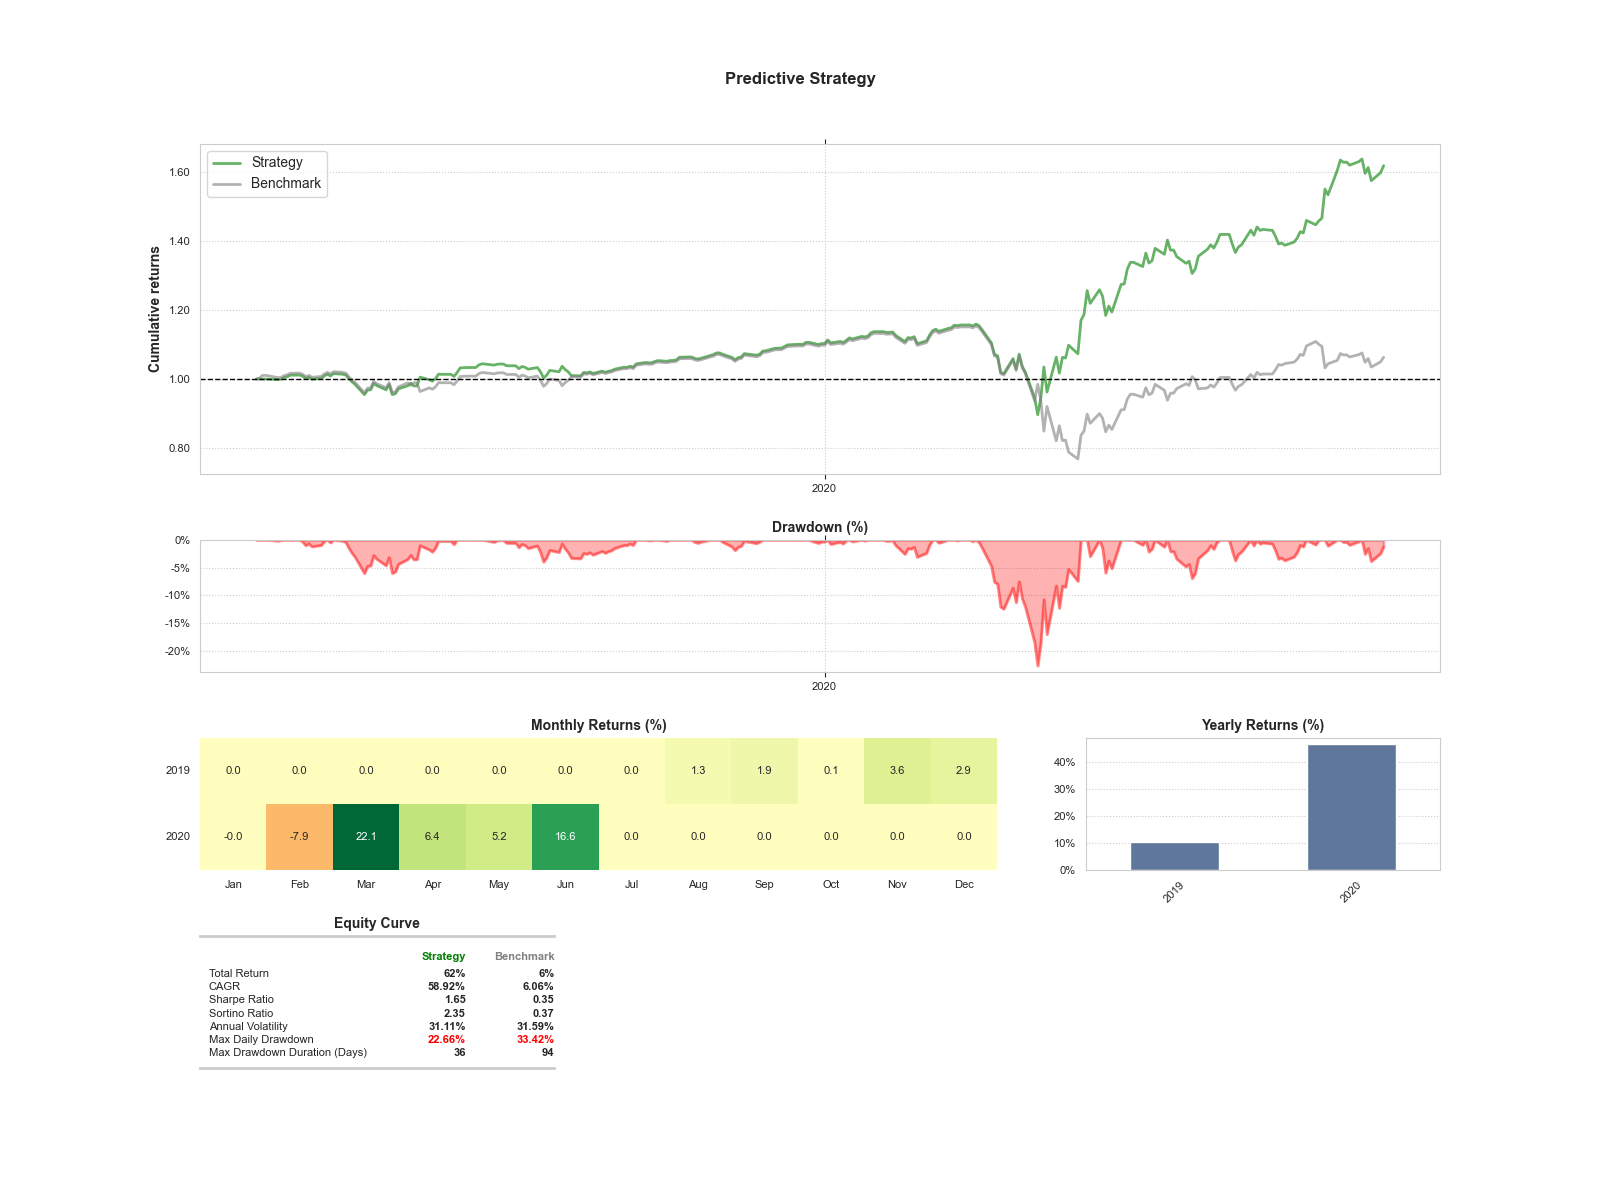 Predictive Strategy
Strategy
Benchmark
Cumulative returns
1.60
1.40
1.20
1.00
0.80
2020
Drawdown (%)
0%
-5%
-10%
-15%
-20%
2020
Monthly Returns (%)
2019 0.0 0.0 0.0 0.0 0.0 0.0 0.0 1.3 1.9 0.1 3.6 2.9
2020 -0.0 -7.9 22.1 6.4 5.2 16.6 0.0 0.0 0.0 0.0 0.0 0.0
Jan Feb Mar Apr May Jun Jul Aug Sep Oct Nov Dec
Yearly Returns (%)
40%
30%
20%
10%
0%
2019 2020
Equity Curve
Strategy Benchmark
Total Return 62% 6%
CAGR 58.92% 6.06%
Sharpe Ratio 1.65 0.35
Sortino Ratio 2.35 0.37
Annual Volatility 31.11% 31.59%
Max Daily Drawdown 22.66% 33.42%
Max Drawdown Duration (Days) 36 94